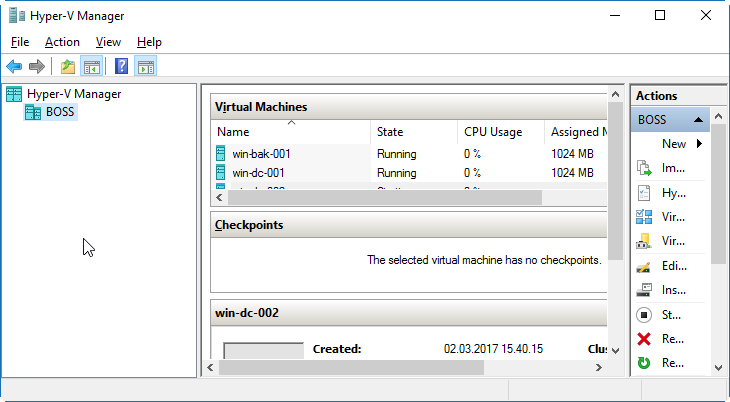 Hyper-V Manager
File Action View Help
Hyper-V Manager
BOSS
Virtual Machines
Name State CPU Usage Assigned M
win-bak-001 Running 0 % 1024 MB
win-dc-001 Running 0 % 1024 MB
Checkpoints
The selected virtual machine has no checkpoints.
win-dc-002
Created: 02.03.2017 15.40.15 Clus
Actions
BOSS
New
Im...
Hy...
Vir...
Vir...
Edi...
Ins...
St...
Re...
Re...